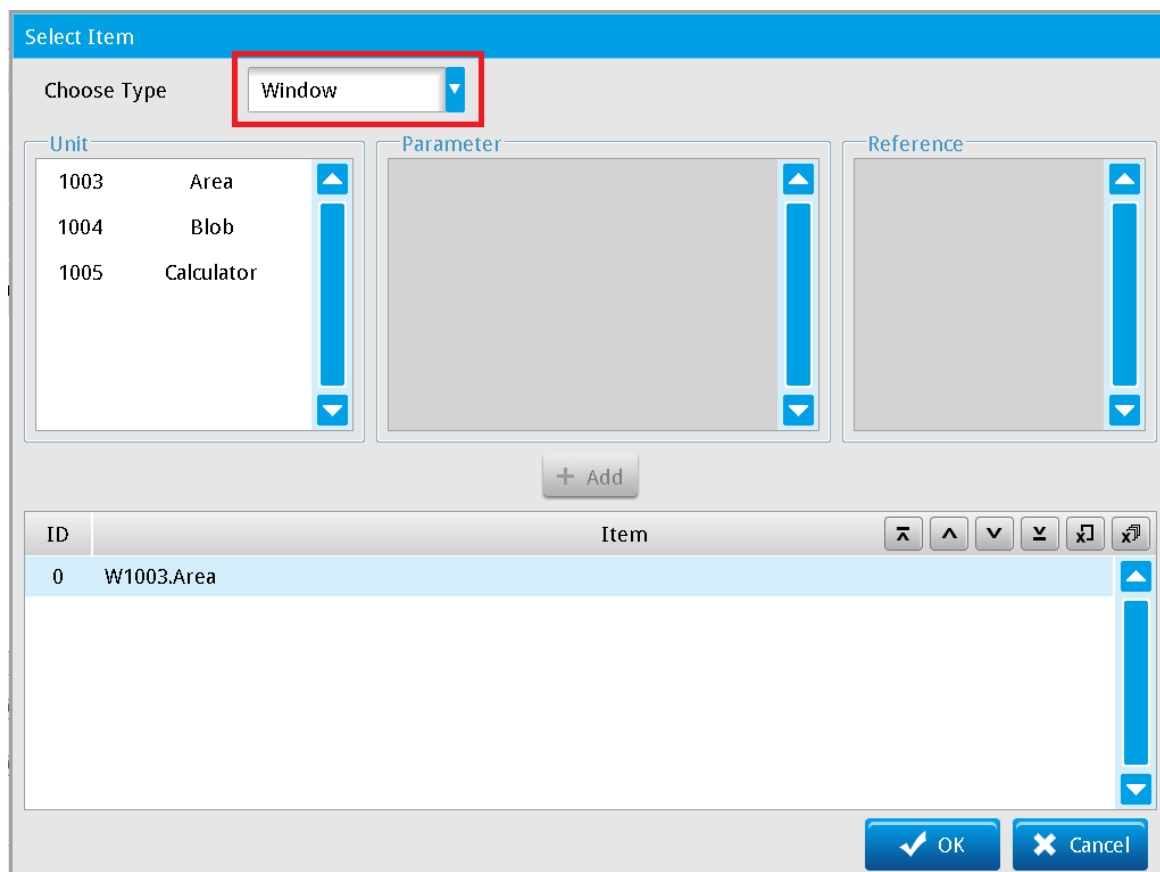 Select Item
Choose Type Window
Unit Parameter Reference
1003 Area
1004 Blob
1005 Calculator
+ Add
ID Item
0 W1003.Area
OK Cancel